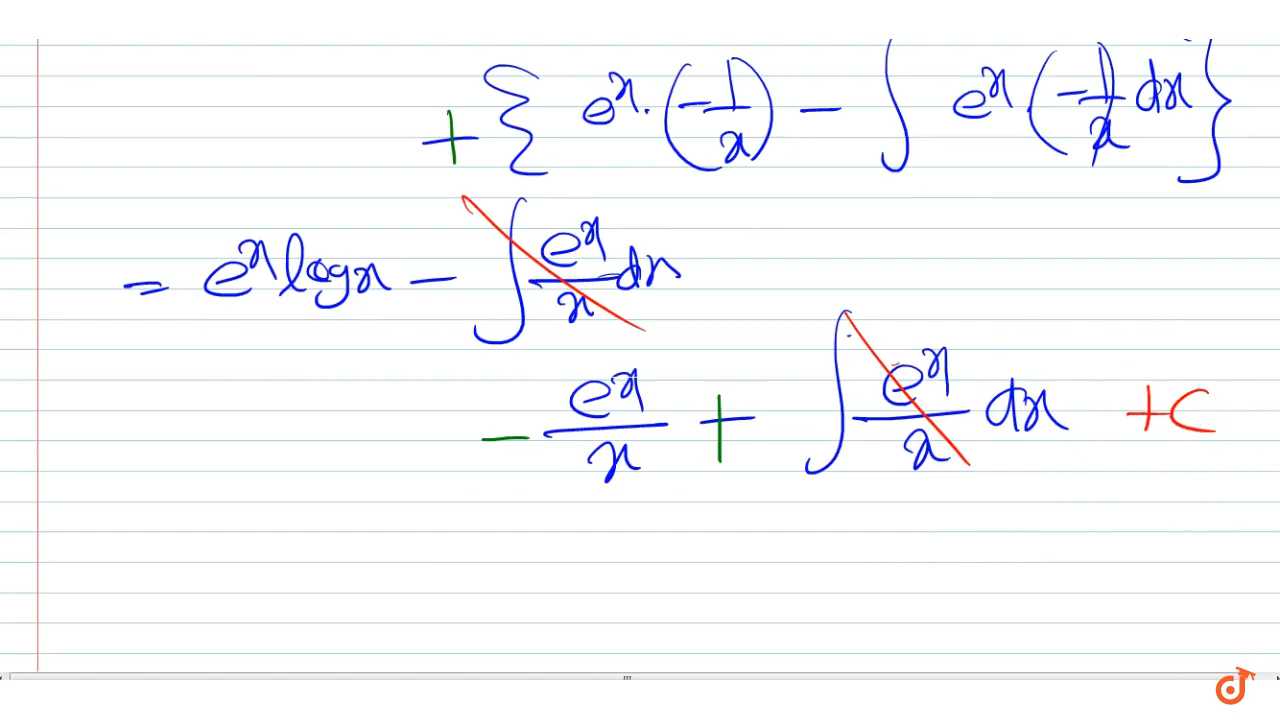 + { e^x · (-1/x) - ∫ e^x · (-1/x) dx }
= e^x log x - ∫ e^x/x dx
- e^x/x + ∫ e^x/x dx + C